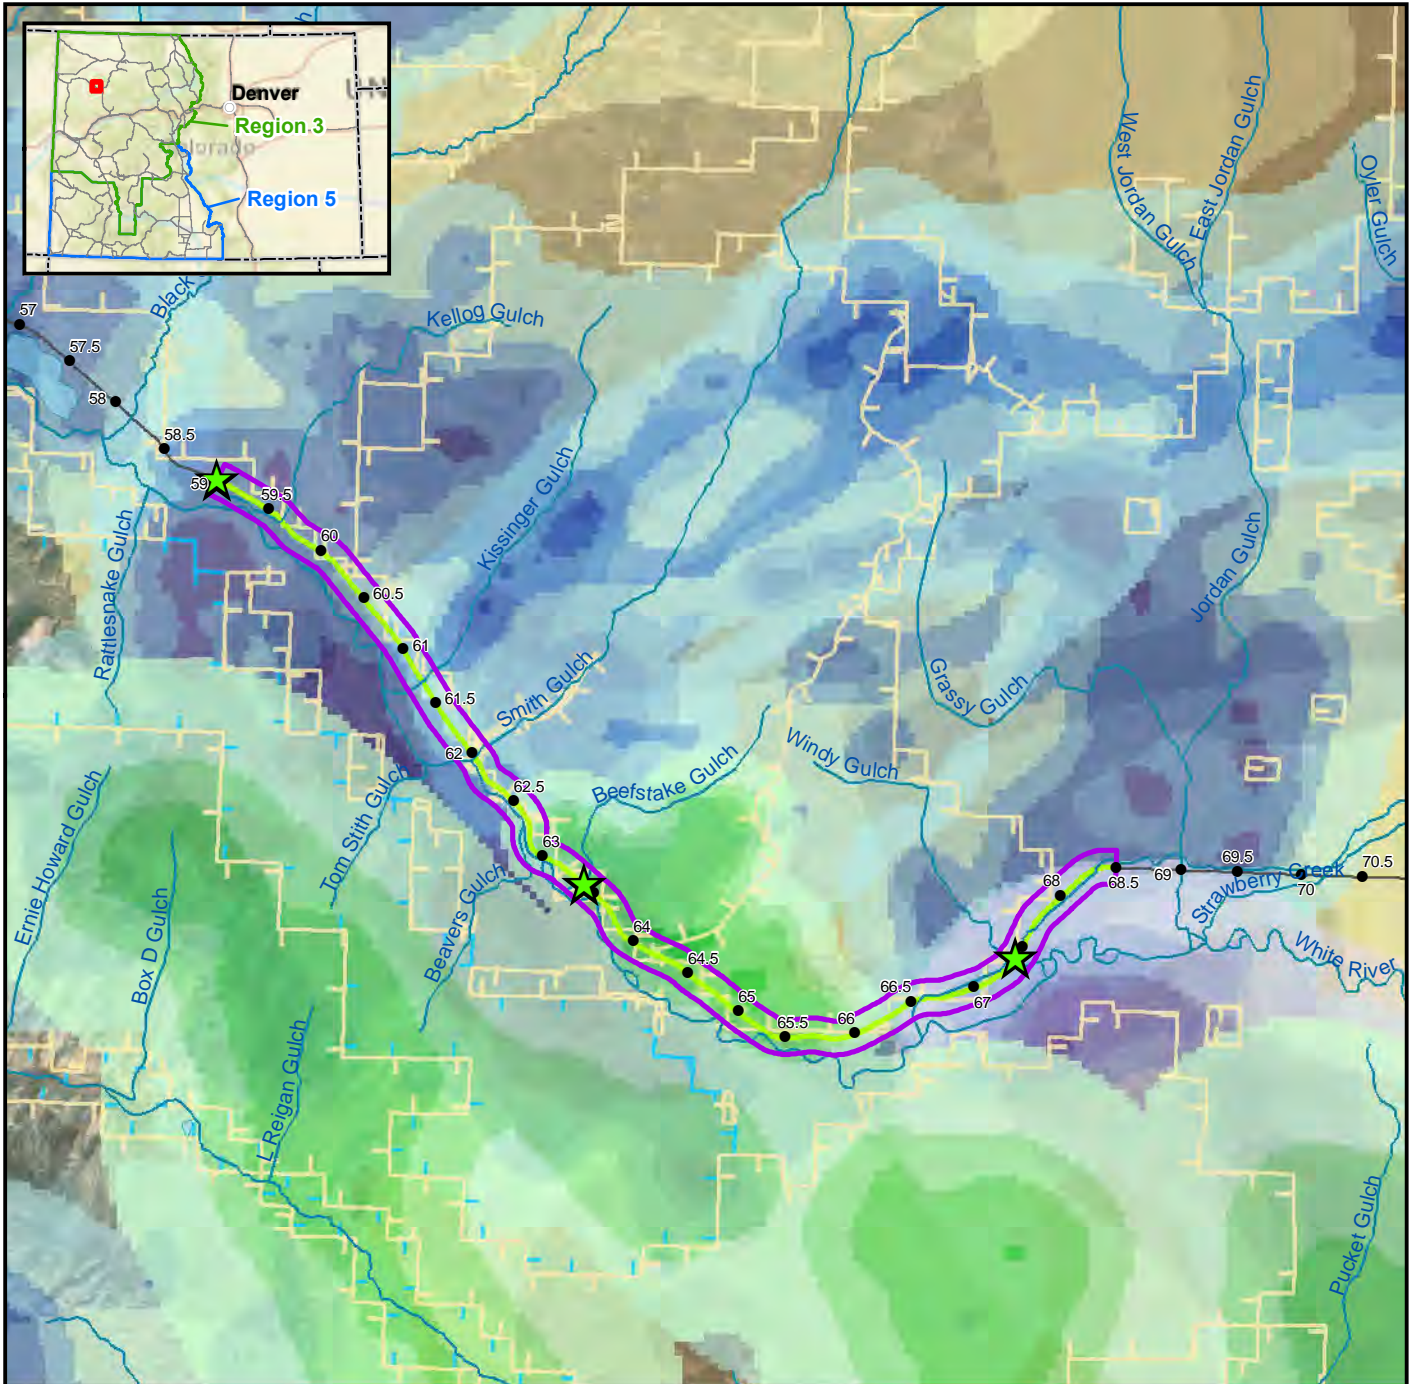 Denver
Region 3
Region 5
Black
Kellog Gulch
West Jordan Gulch
East Jordan Gulch
Oyler Gulch
57
57.5
58
58.5
59
59.5
60
60.5
61
61.5
62
62.5
63
64
64.5
65
65.5
66
66.5
67
68
68.5
69
69.5
70
70.5
Rattlesnake Gulch
Kissinger Gulch
Smith Gulch
Jordan Gulch
Grassy Gulch
Windy Gulch
Beefstake Gulch
Tom Stith Gulch
Beavers Gulch
Ernie Howard Gulch
Box D Gulch
L Reigan Gulch
Strawberry Creek
White River
Pucket Gulch